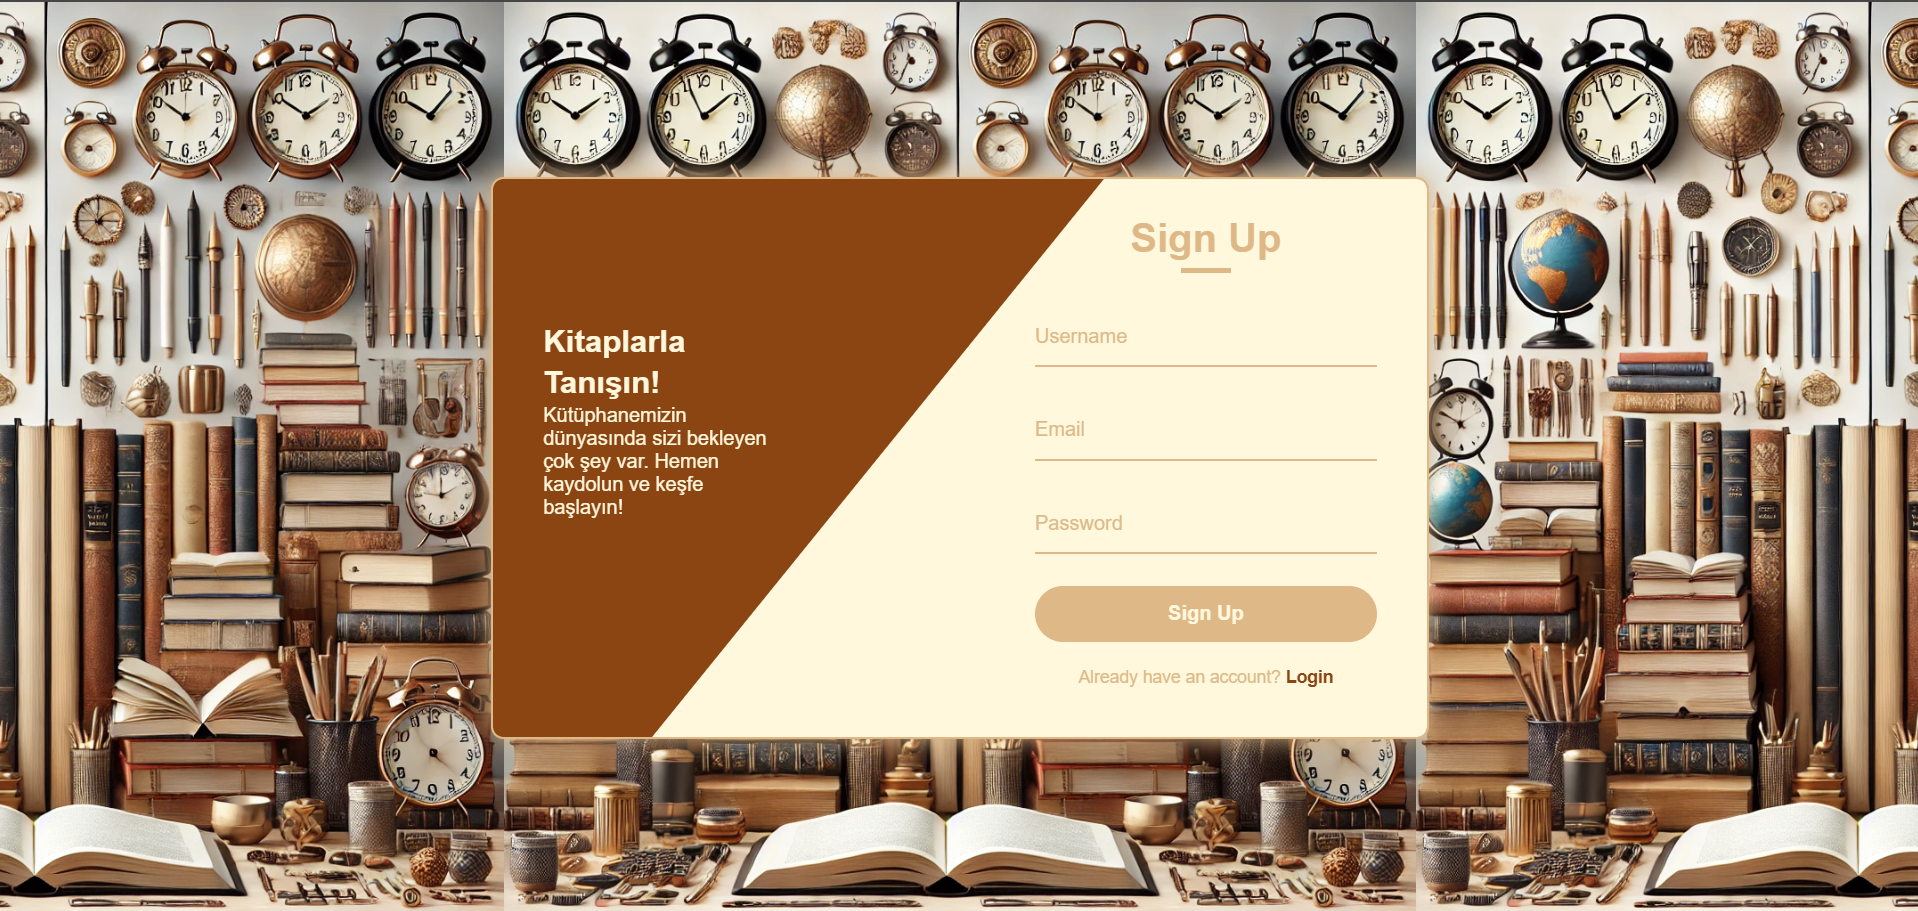 Sign Up
Kitaplarla
Tanışın!
Kütüphanemizin
dünyasında sizi bekleyen
çok şey var. Hemen
kaydolun ve keşfe
başlayın!
Username
Email
Password
Sign Up
Already have an account? Login